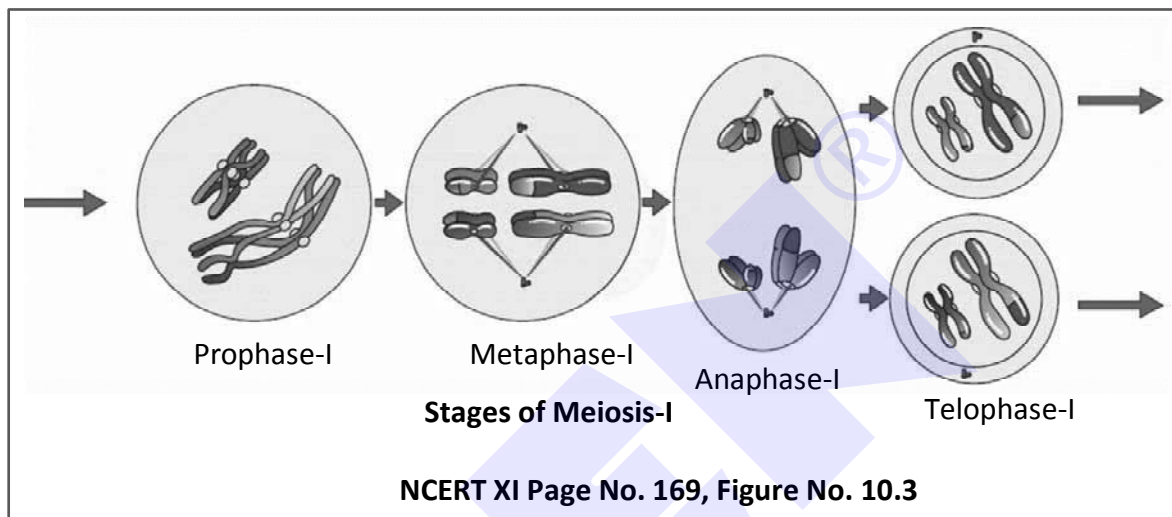 Prophase-I
Metaphase-I
Anaphase-I
Telophase-I
Stages of Meiosis-I
NCERT XI Page No. 169, Figure No. 10.3
®